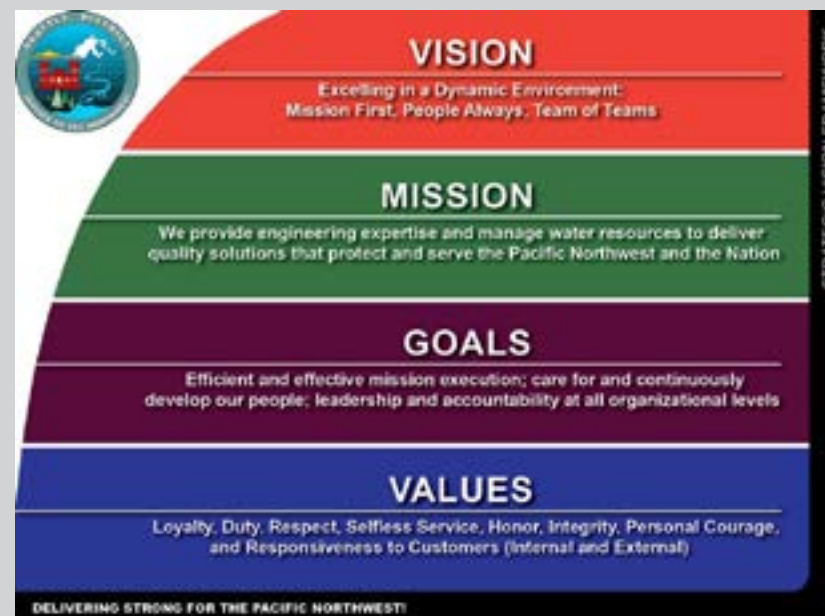 VISION
Excelling in a Dynamic Environment:
Mission First, People Always, Team of Teams
MISSION
We provide engineering expertise and manage water resources to deliver
quality solutions that protect and serve the Pacific Northwest and the Nation
GOALS
Efficient and effective mission execution; care for and continuously
develop our people; leadership and accountability at all organizational levels
VALUES
Loyalty, Duty, Respect, Selfless Service, Honor, Integrity, Personal Courage,
and Responsiveness to Customers (Internal and External)
DELIVERING STRONG FOR THE PACIFIC NORTHWEST!